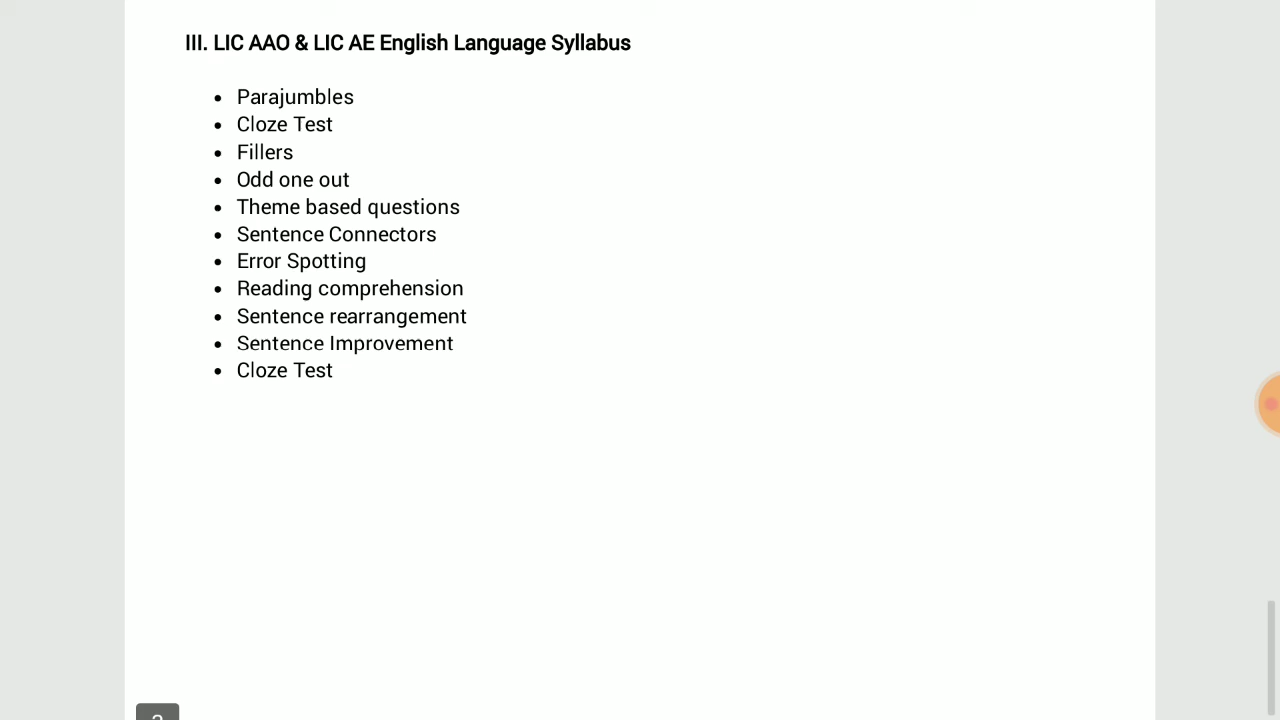 III. LIC AAO & LIC AE English Language Syllabus
• Parajumbles
• Cloze Test
• Fillers
• Odd one out
• Theme based questions
• Sentence Connectors
• Error Spotting
• Reading comprehension
• Sentence rearrangement
• Sentence Improvement
• Cloze Test